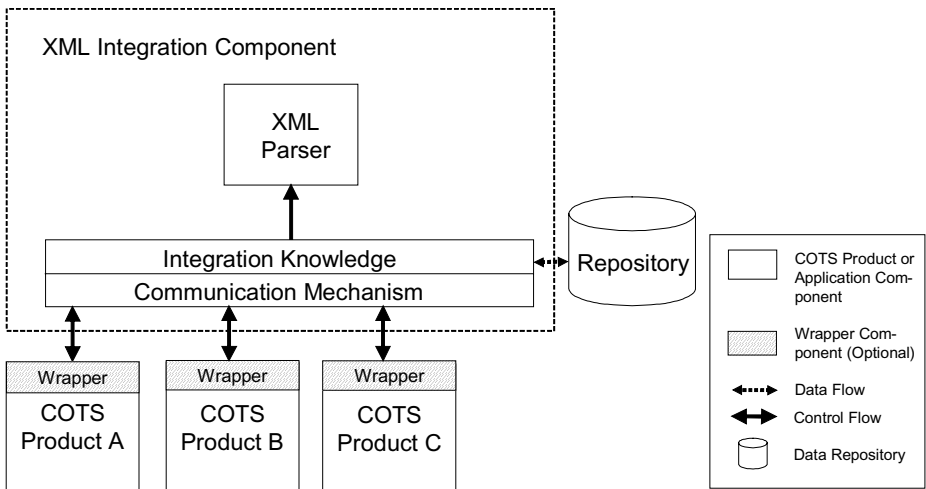 XML Integration Component
XML
Parser
Integration Knowledge
Communication Mechanism
Repository
Wrapper
COTS
Product A
Wrapper
COTS
Product B
Wrapper
COTS
Product C
COTS Product or
Application Com-
ponent
Wrapper Com-
ponent (Optional)
Data Flow
Control Flow
Data Repository